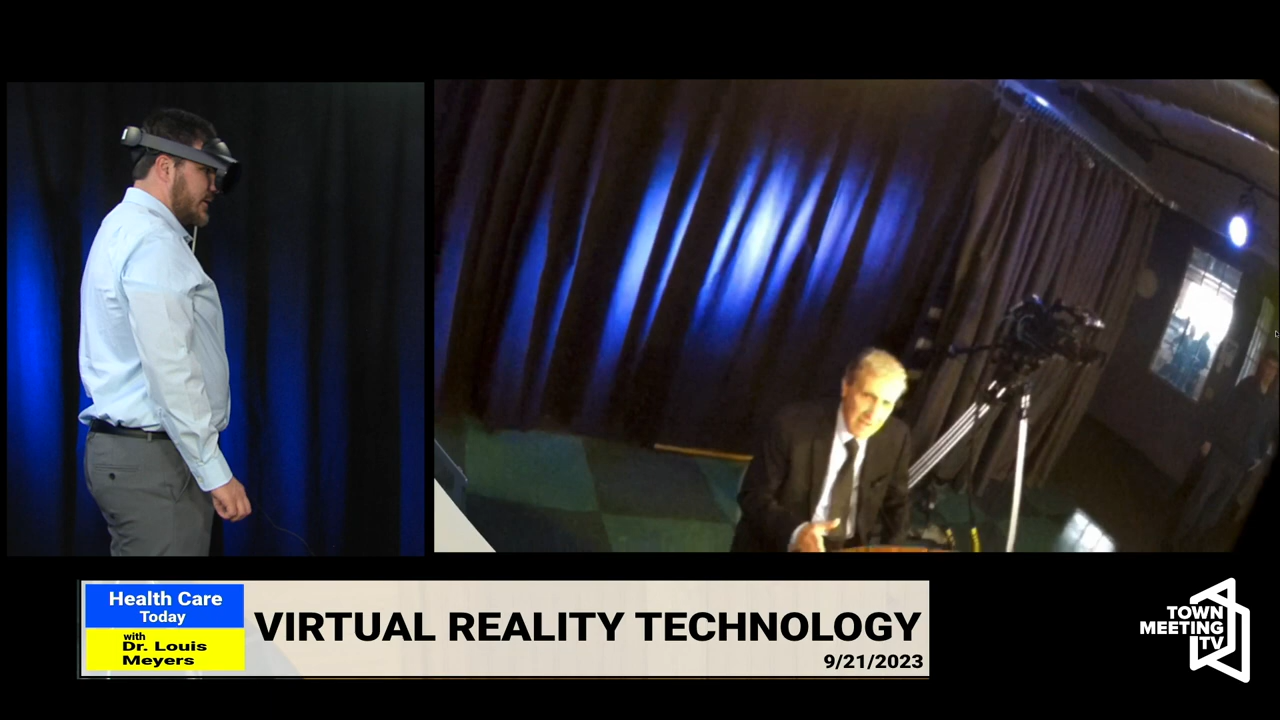 Health Care
Today
with
Dr. Louis
Meyers
VIRTUAL REALITY TECHNOLOGY
9/21/2023
TOWN
MEETING
TV